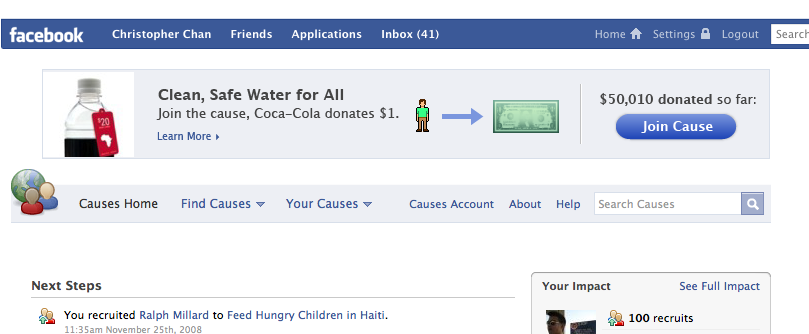 facebook Christopher Chan Friends Applications Inbox (41) Home Settings Logout Search
Clean, Safe Water for All
Join the cause, Coca-Cola donates $1.
Learn More
$20
$50,010 donated so far:
Join Cause
Causes Home Find Causes Your Causes Causes Account About Help Search Causes
Next Steps
You recruited Ralph Millard to Feed Hungry Children in Haiti.
11:35am November 25th, 2008
Your Impact See Full Impact
100 recruits